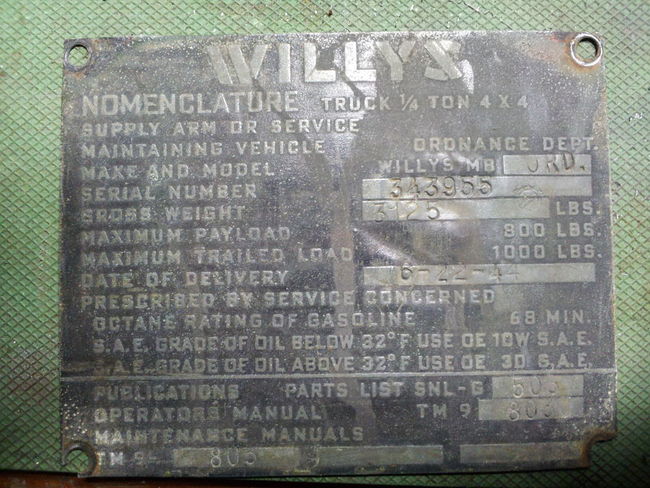 WILLYS
NOMENCLATURE TRUCK 1/4 TON 4X4
SUPPLY ARM OR SERVICE
MAINTAINING VEHICLE ORDNANCE DEPT.
MAKE AND MODEL WILLYS MB ORD.
SERIAL NUMBER 343955
GROSS WEIGHT 3125 LBS.
MAXIMUM PAYLOAD 800 LBS.
MAXIMUM TRAILED LOAD 1000 LBS.
DATE OF DELIVERY 6-22-44
PRESCRIBED BY SERVICE CONCERNED
OCTANE RATING OF GASOLINE 68 MIN.
S.A.E. GRADE OF OIL BELOW 32° F USE OE 10W S.A.E.
S.A.E. GRADE OF OIL ABOVE 32° F USE OE 30 S.A.E.
PUBLICATIONS PARTS LIST SNL-G 503
OPERATORS MANUAL TM 9 803
MAINTENANCE MANUALS
TM 9- 803